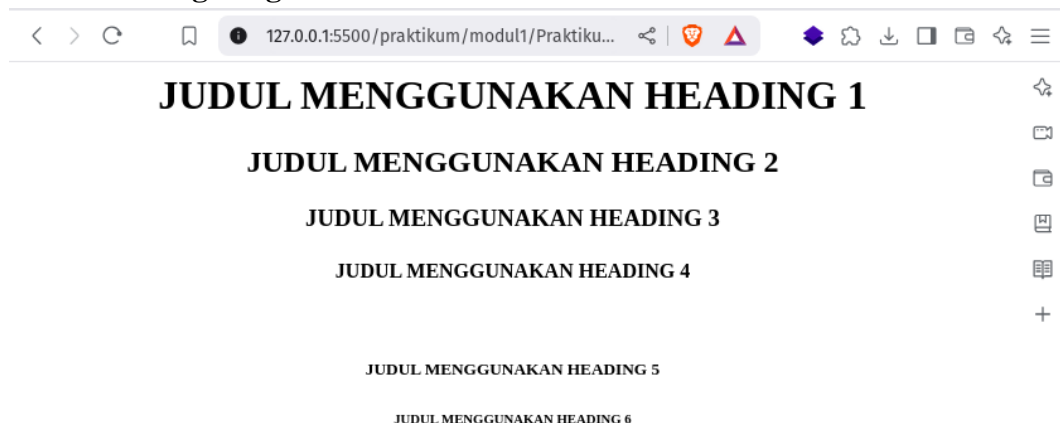 127.0.0.1:5500/praktikum/modul1/Praktiku...
JUDUL MENGGUNAKAN HEADING 1
JUDUL MENGGUNAKAN HEADING 2
JUDUL MENGGUNAKAN HEADING 3
JUDUL MENGGUNAKAN HEADING 4
JUDUL MENGGUNAKAN HEADING 5
JUDUL MENGGUNAKAN HEADING 6